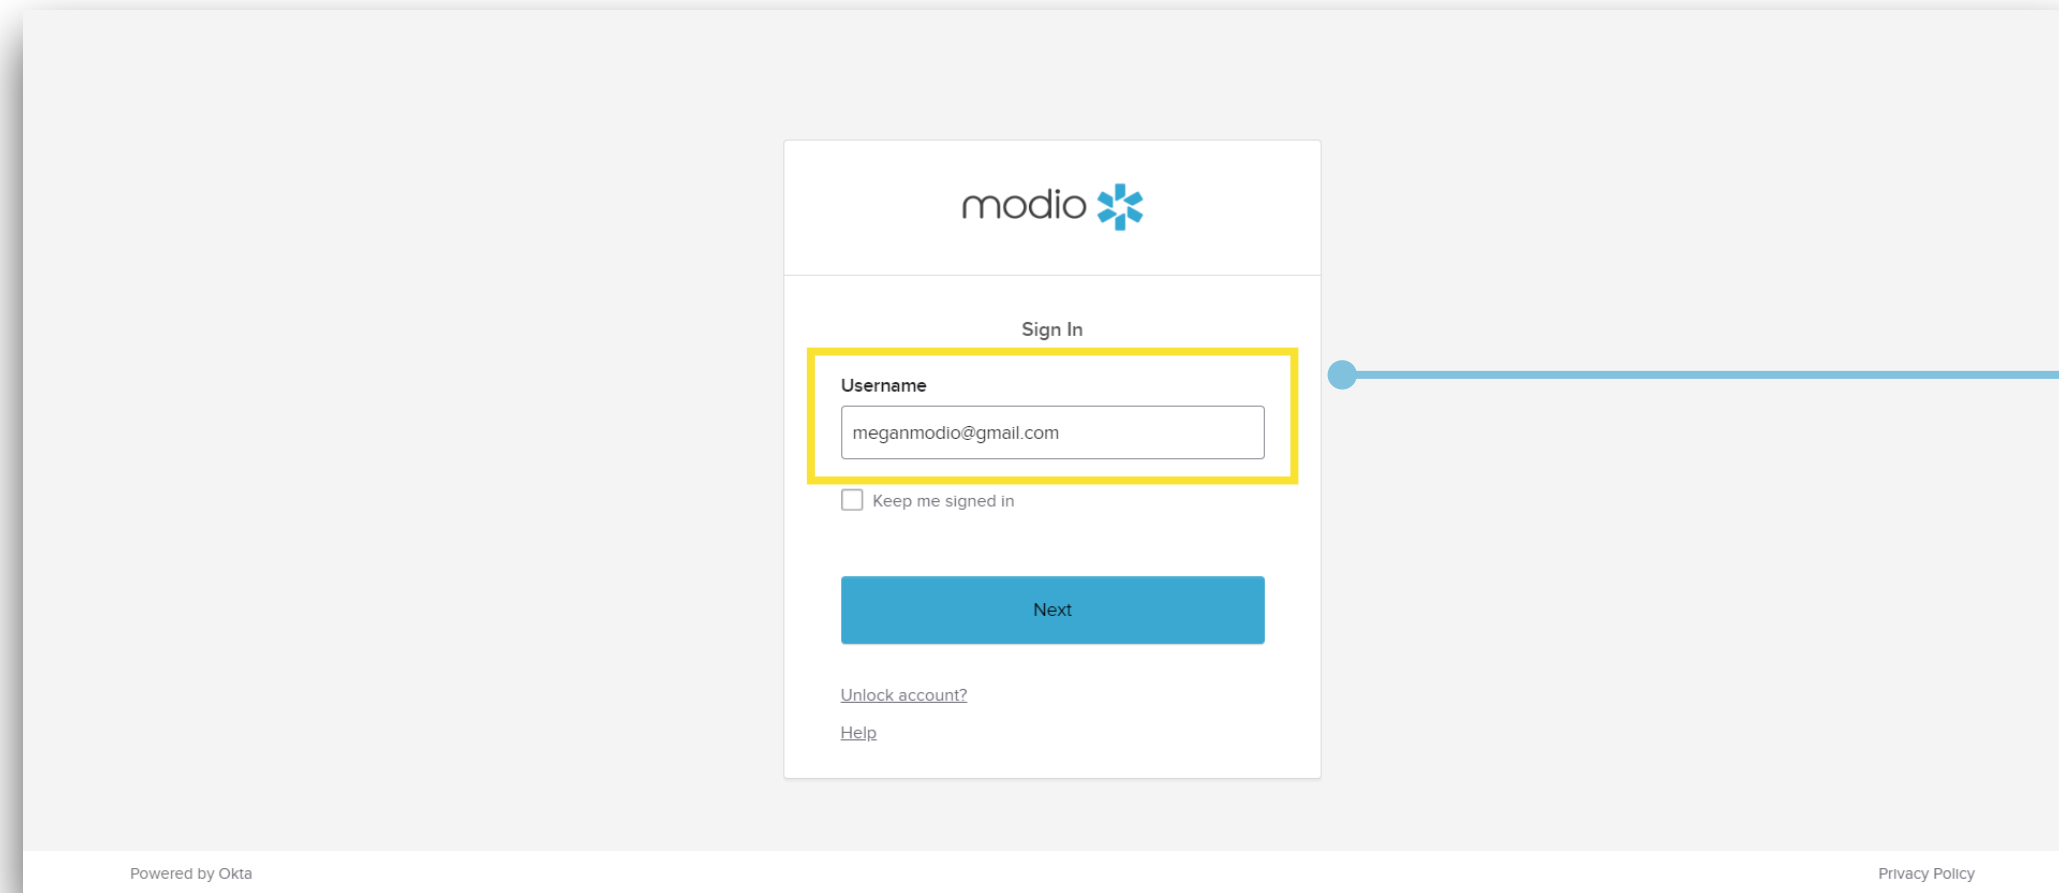 modio
Sign In
Username
meganmodio@gmail.com
Keep me signed in
Next
Unlock account?
Help
Powered by Okta
Privacy Policy